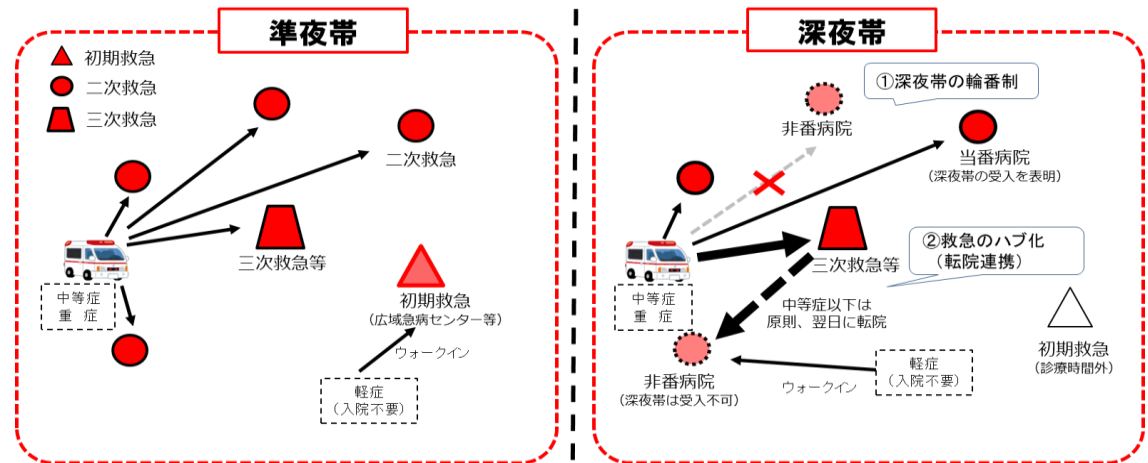 準夜帯
初期救急
二次救急
三次救急
二次救急
三次救急等
中等症
重 症
初期救急
（広域急病センター等）
ウォークイン
軽症
（入院不要）
深夜帯
①深夜帯の輪番制
非番病院
当番病院
（深夜帯の受入を表明）
②救急のハブ化
（転院連携）
三次救急等
中等症
重 症
中等症以下は
原則、翌日に転院
初期救急
（診療時間外）
非番病院
（深夜帯は受入不可）
ウォークイン
軽症
（入院不要）